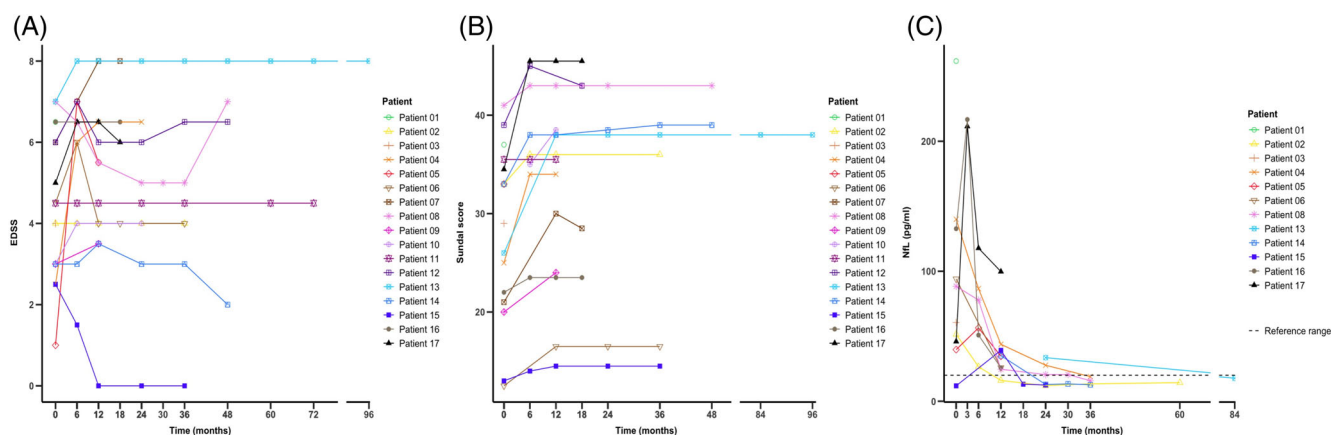 (A)
8
6
4
2
0
EDSS
0 6 12 18 24 30 36 48 60 72 96
Time (months)
Patient
Patient 01
Patient 02
Patient 03
Patient 04
Patient 05
Patient 06
Patient 07
Patient 08
Patient 09
Patient 10
Patient 11
Patient 12
Patient 13
Patient 14
Patient 15
Patient 16
Patient 17
(B)
40
30
20
Sundal score
0 6 12 18 24 36 48 84 96
Time (months)
Patient
Patient 01
Patient 02
Patient 03
Patient 04
Patient 05
Patient 06
Patient 07
Patient 08
Patient 09
Patient 10
Patient 11
Patient 12
Patient 13
Patient 14
Patient 15
Patient 16
Patient 17
(C)
200
100
0
NfL (pg/ml)
0 3 6 12 18 24 30 36 60 84
Time (months)
Patient
Patient 01
Patient 02
Patient 03
Patient 04
Patient 05
Patient 06
Patient 08
Patient 13
Patient 14
Patient 15
Patient 16
Patient 17
Reference range